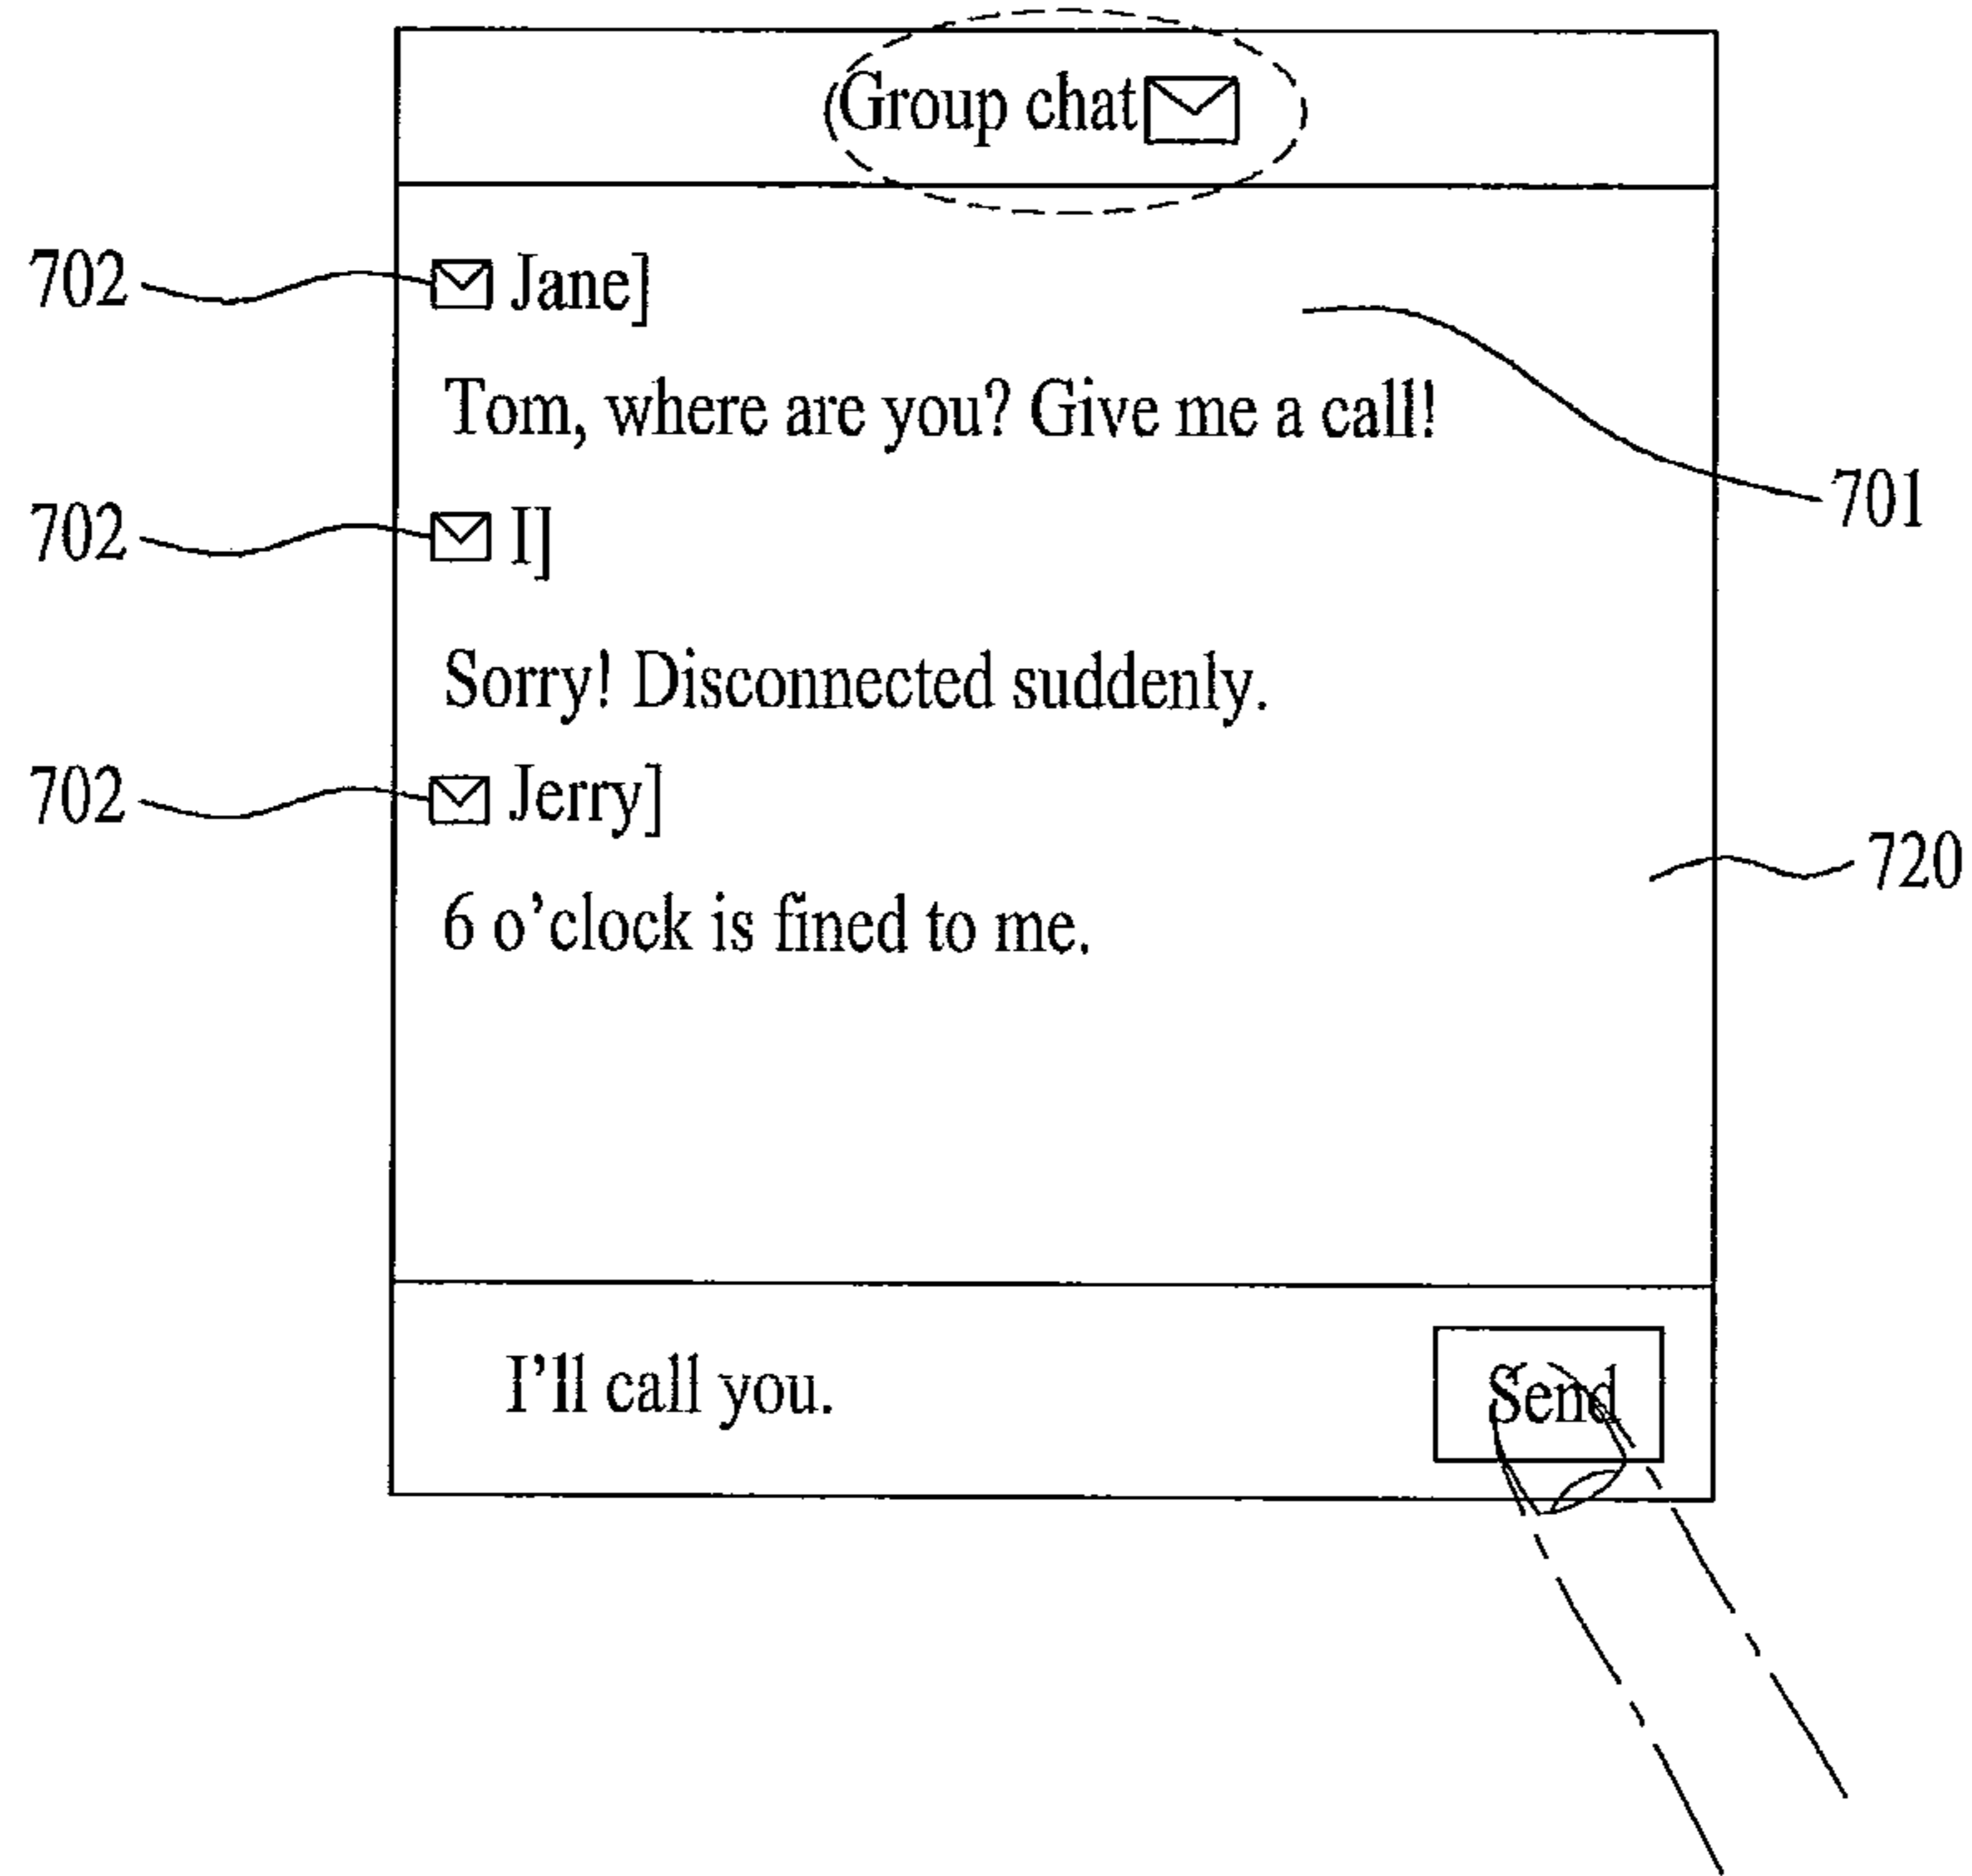 Group chat
702 Jane]
Tom, where are you? Give me a call!
701
702 I]
Sorry! Disconnected suddenly.
702 Jerry]
720
6 o’clock is fined to me.
I’ll call you. Send